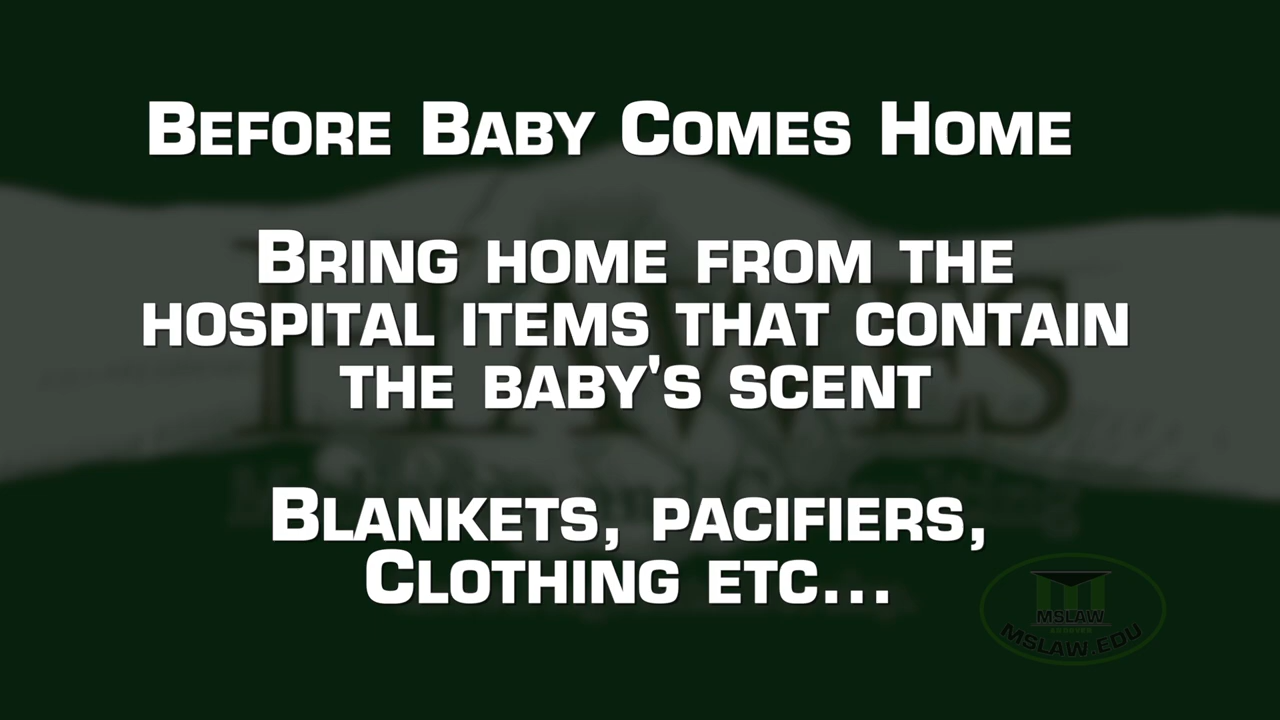 Before Baby Comes Home
Bring home from the
hospital items that contain
the baby's scent
Blankets, pacifiers,
Clothing etc...
HAWES
MSLAW
MSLAW.EDU